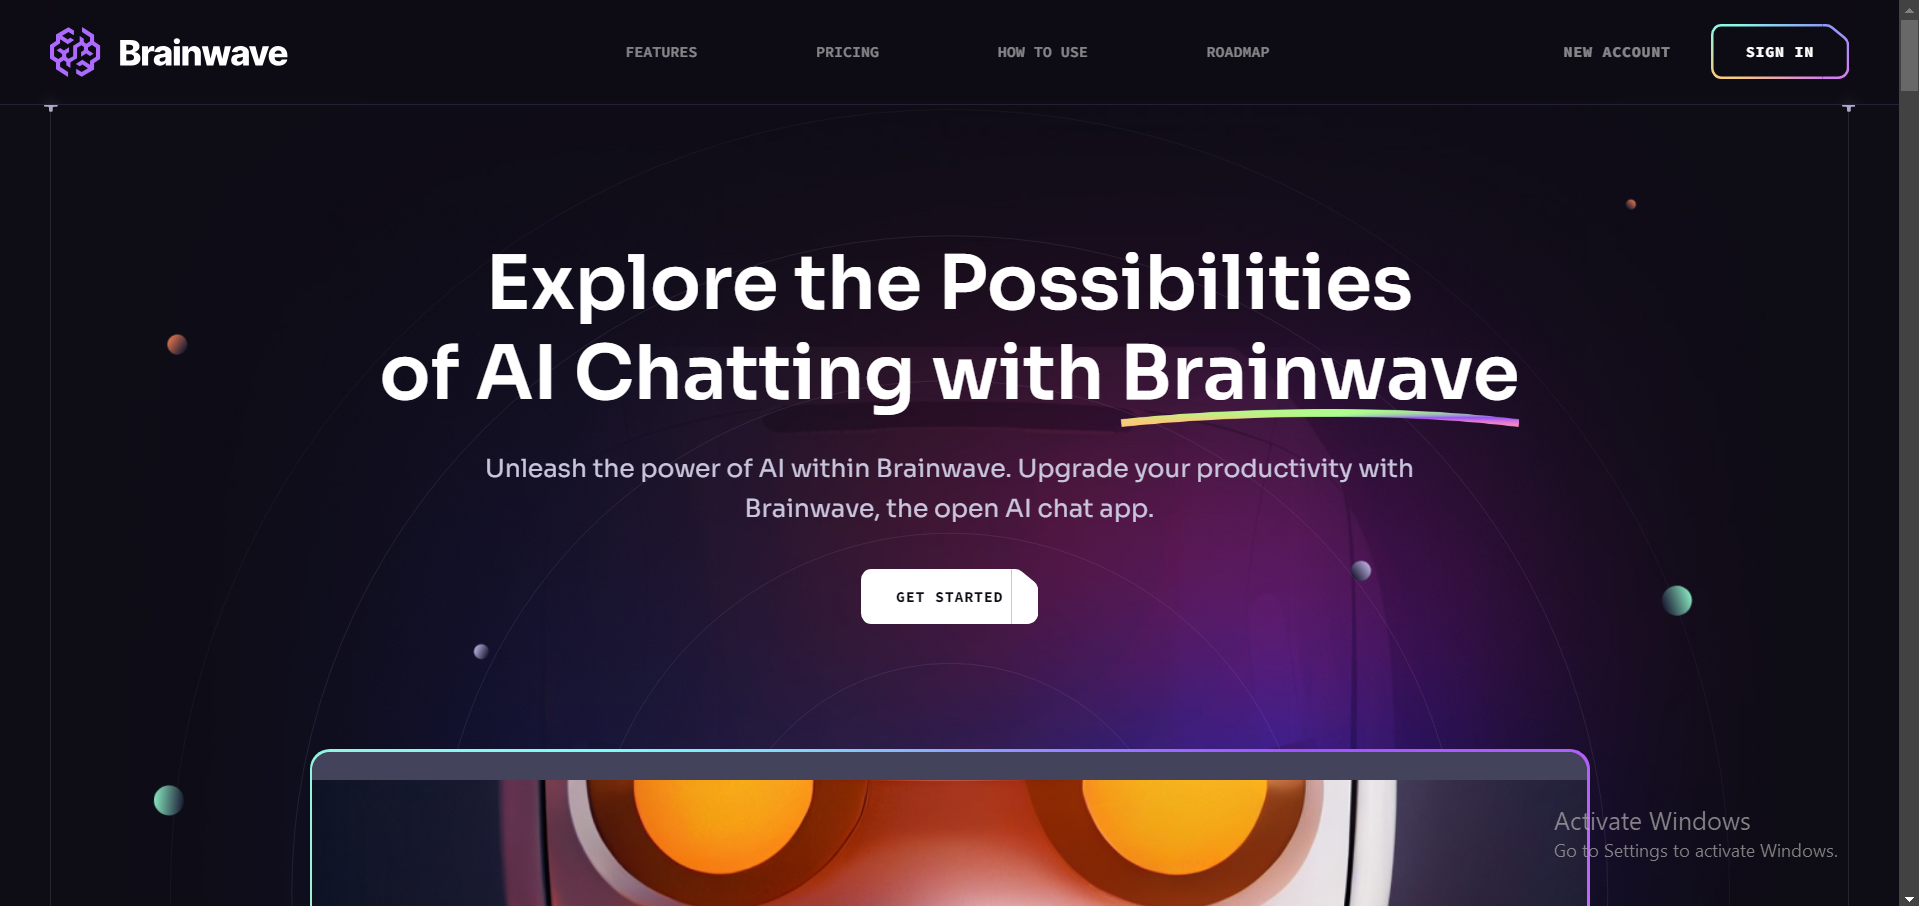 Brainwave
FEATURES
PRICING
HOW TO USE
ROADMAP
NEW ACCOUNT
SIGN IN
Explore the Possibilities
of AI Chatting with Brainwave
Unleash the power of AI within Brainwave. Upgrade your productivity with
Brainwave, the open AI chat app.
GET STARTED
Activate Windows
Go to Settings to activate Windows.